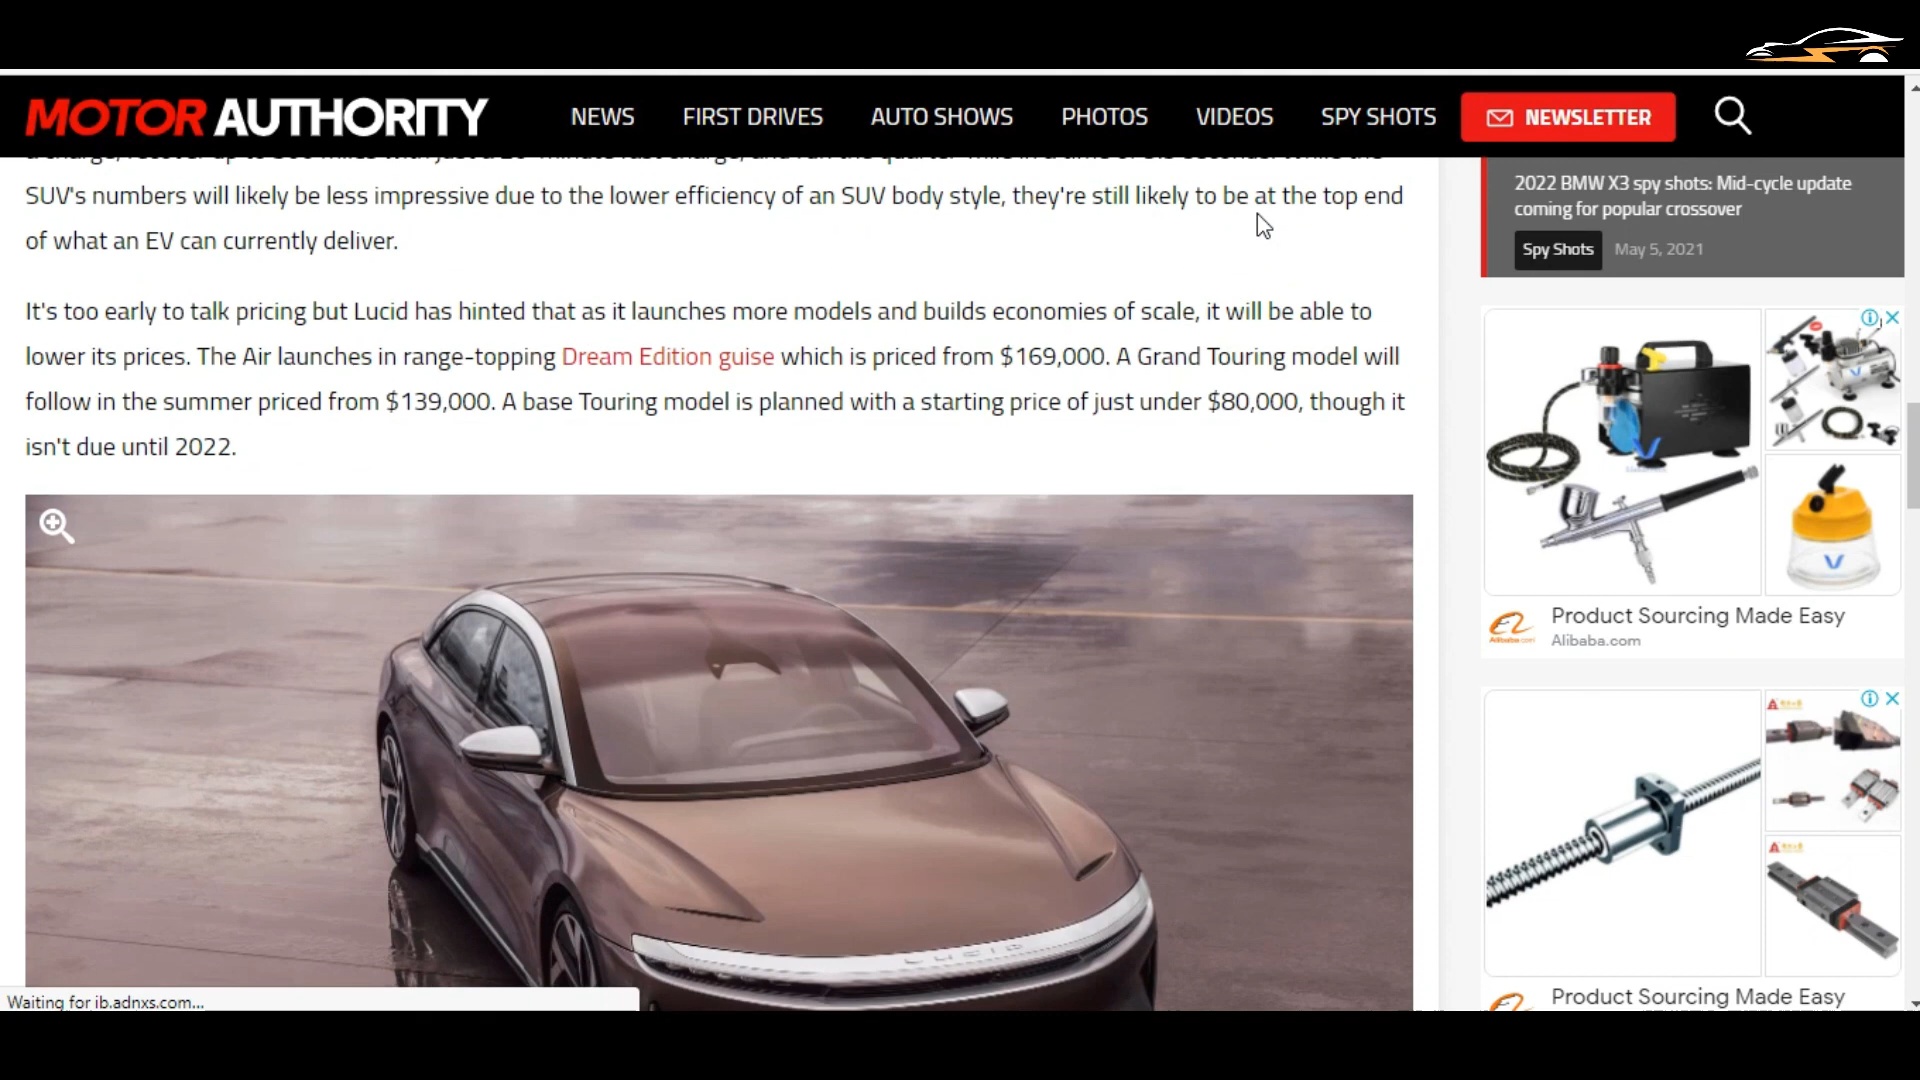 MOTOR AUTHORITY
NEWS
FIRST DRIVES
AUTO SHOWS
PHOTOS
VIDEOS
SPY SHOTS
NEWSLETTER
SUV's numbers will likely be less impressive due to the lower efficiency of an SUV body style, they're still likely to be at the top end
of what an EV can currently deliver.
It's too early to talk pricing but Lucid has hinted that as it launches more models and builds economies of scale, it will be able to
lower its prices. The Air launches in range-topping Dream Edition guise which is priced from $169,000. A Grand Touring model will
follow in the summer priced from $139,000. A base Touring model is planned with a starting price of just under $80,000, though it
isn't due until 2022.
LUCID
Waiting for ib.adnxs.com...
2022 BMW X3 spy shots: Mid-cycle update
coming for popular crossover
Spy Shots
May 5, 2021
Alibaba.com
Product Sourcing Made Easy
Alibaba.com
Product Sourcing Made Easy